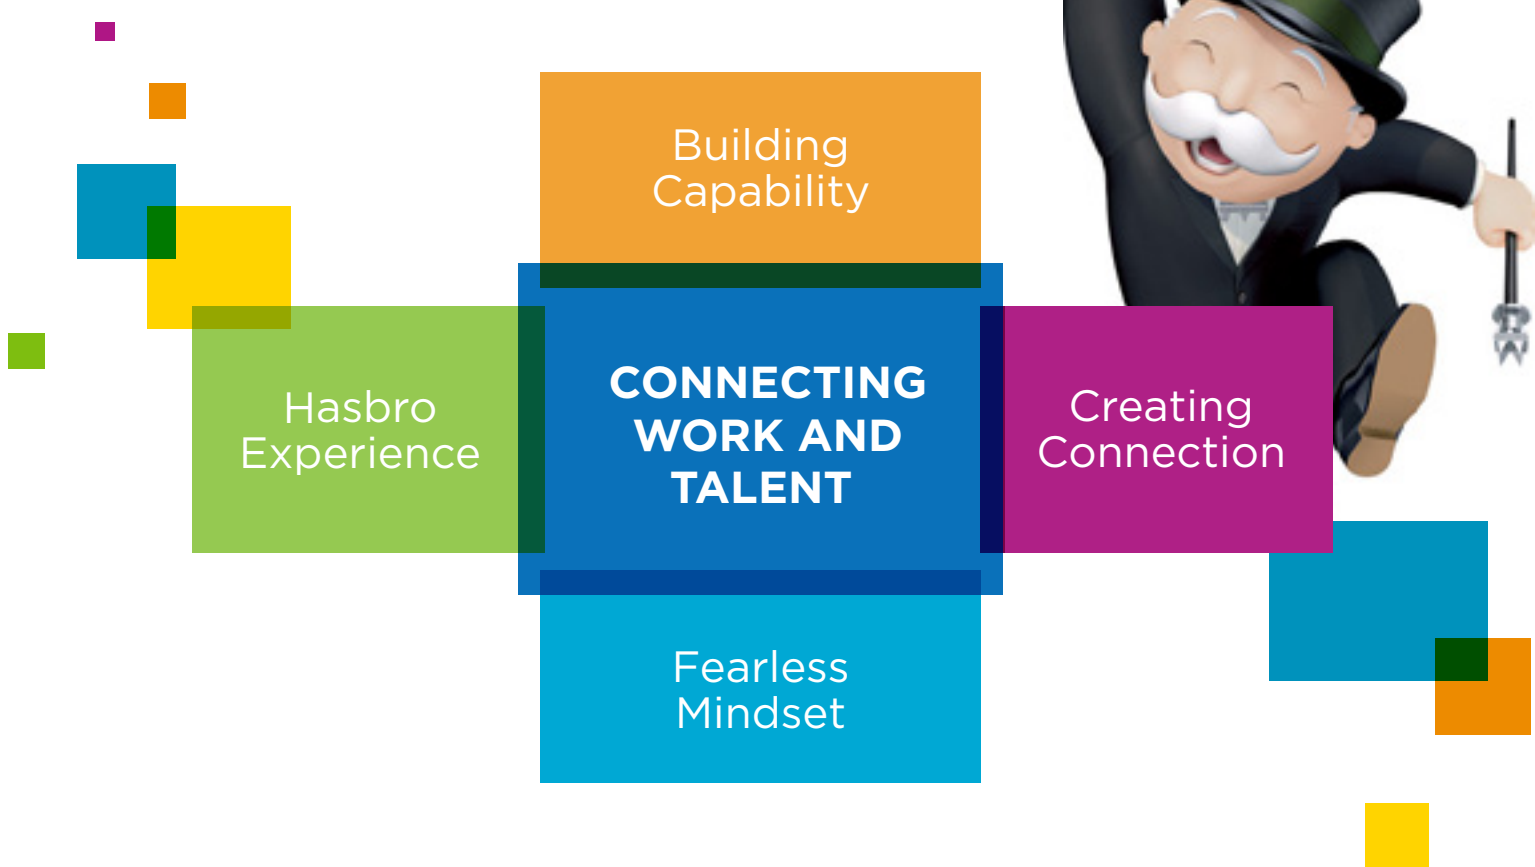 Building
Capability
Hasbro
Experience
CONNECTING
WORK AND
TALENT
Creating
Connection
Fearless
Mindset